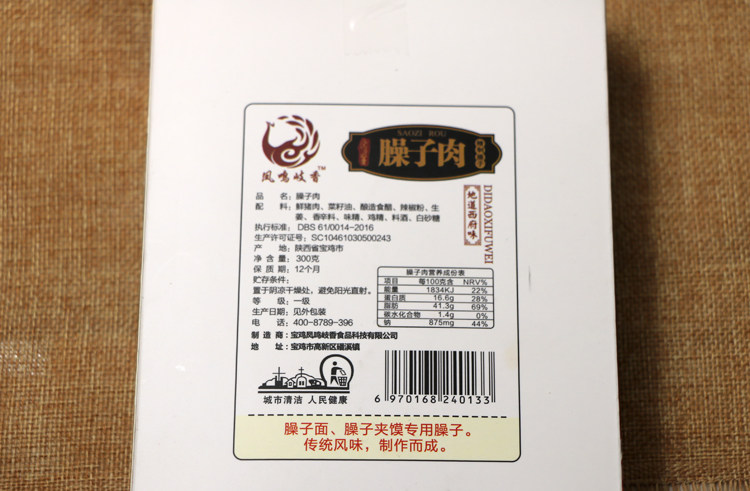 SAOZI ROU
臊子肉
凤鸣岐香™
地道西府味
DIDAOXIFUWEI
品 名：臊子肉
配 料：鲜猪肉、菜籽油、酿造食醋、辣椒粉、生
姜、香辛料、味精、鸡精、料酒、白砂糖
执行标准：DBS 61/0014-2016
生产许可证号：SC10461030500243
产 地：陕西省宝鸡市
净 含 量：300克
保 质 期：12个月
贮存条件：
置于阴凉干燥处，避免阳光直射。
等 级：一级
生产日期：见外包装
电 话：400-8789-396
制 造 商：宝鸡凤鸣岐香食品科技有限公司
地 址：宝鸡市高新区磻溪镇
臊子肉营养成份表
项目 每100克含 NRV%
能量 1834KJ 22%
蛋白质 16.6g 28%
脂肪 41.3g 69%
碳水化合物 1.4g 0%
钠 875mg 44%
城市清洁 人民健康
6 970168 240133
臊子面、臊子夹馍专用臊子。
传统风味，制作而成。